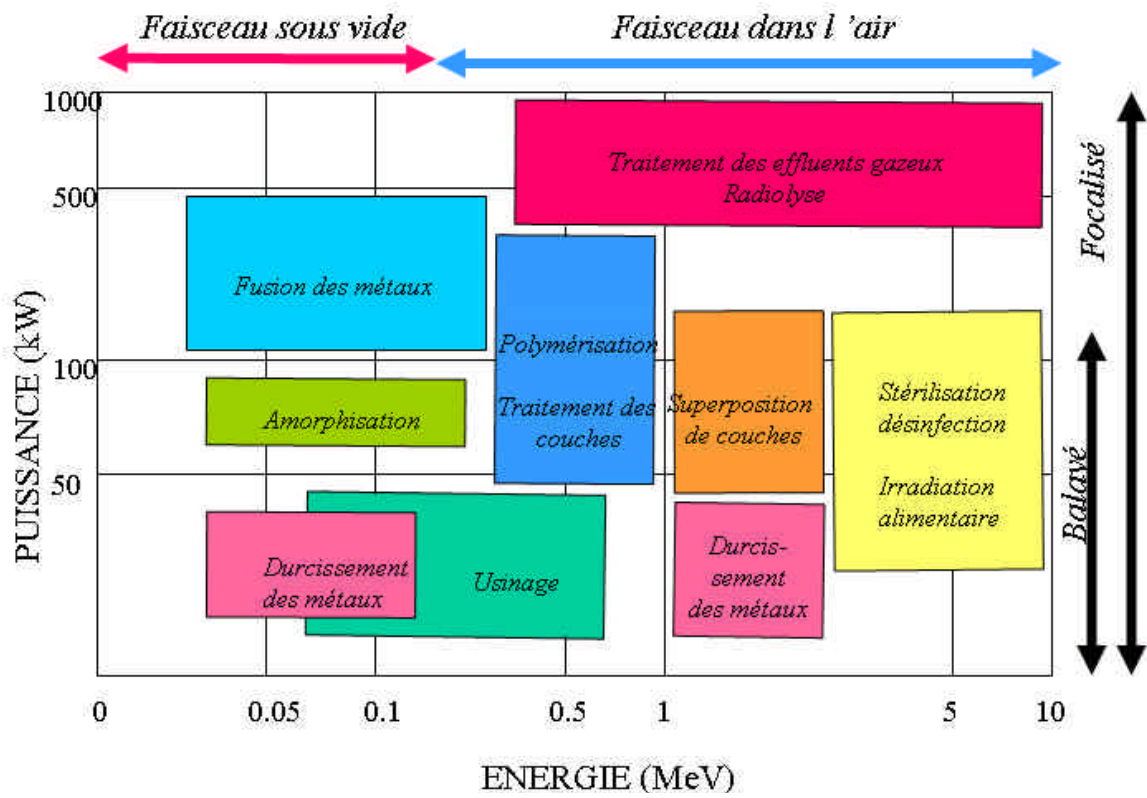 Faisceau sous vide
Faisceau dans l ’air
1000
500
100
50
PUISSANCE (kW)
Traitement des effluents gazeux
Radiolyse
Fusion des métaux
Polymérisation
Traitement des
couches
Amorphisation
Superposition
de couches
Stérilisation
désinfection
Irradiation
alimentaire
Durcissement
des métaux
Usinage
Durcis-
sement
des métaux
Focalisé
Balayé
0
0.05
0.1
0.5
1
5
10
ENERGIE (MeV)